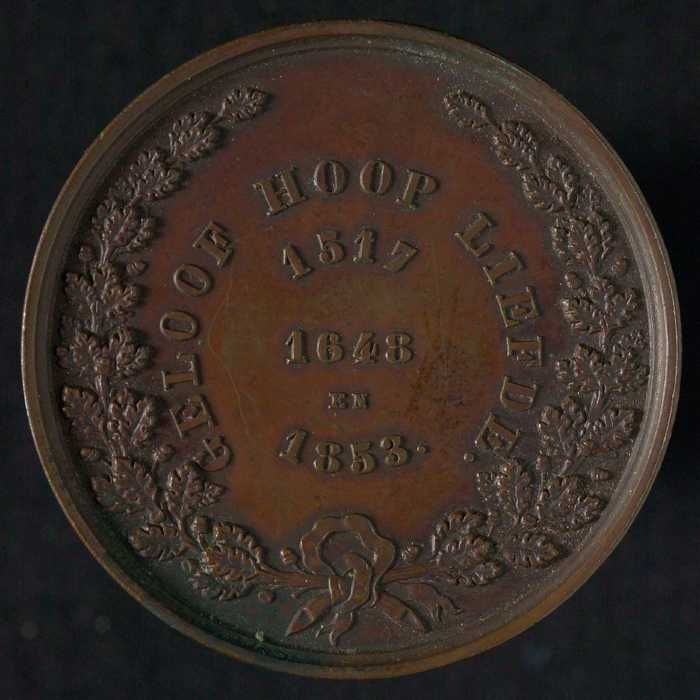 GELOOF HOOP LIEFDE.
1517
1648
EN
1853.